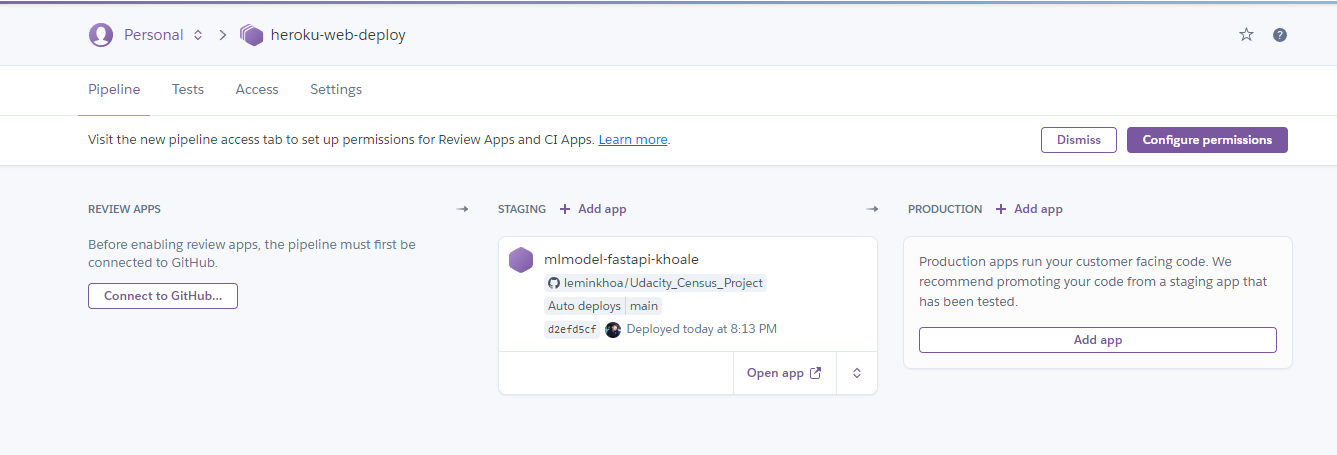 Personal
heroku-web-deploy
Pipeline
Tests
Access
Settings
Visit the new pipeline access tab to set up permissions for Review Apps and CI Apps. Learn more.
Dismiss
Configure permissions
REVIEW APPS
Before enabling review apps, the pipeline must first be
connected to GitHub.
Connect to GitHub...
STAGING
Add app
mlmodel-fastapi-khoale
leminkhoa/Udacity_Census_Project
Auto deploys main
d2efd5cf Deployed today at 8:13 PM
Open app
PRODUCTION
Add app
Production apps run your customer facing code. We
recommend promoting your code from a staging app that
has been tested.
Add app